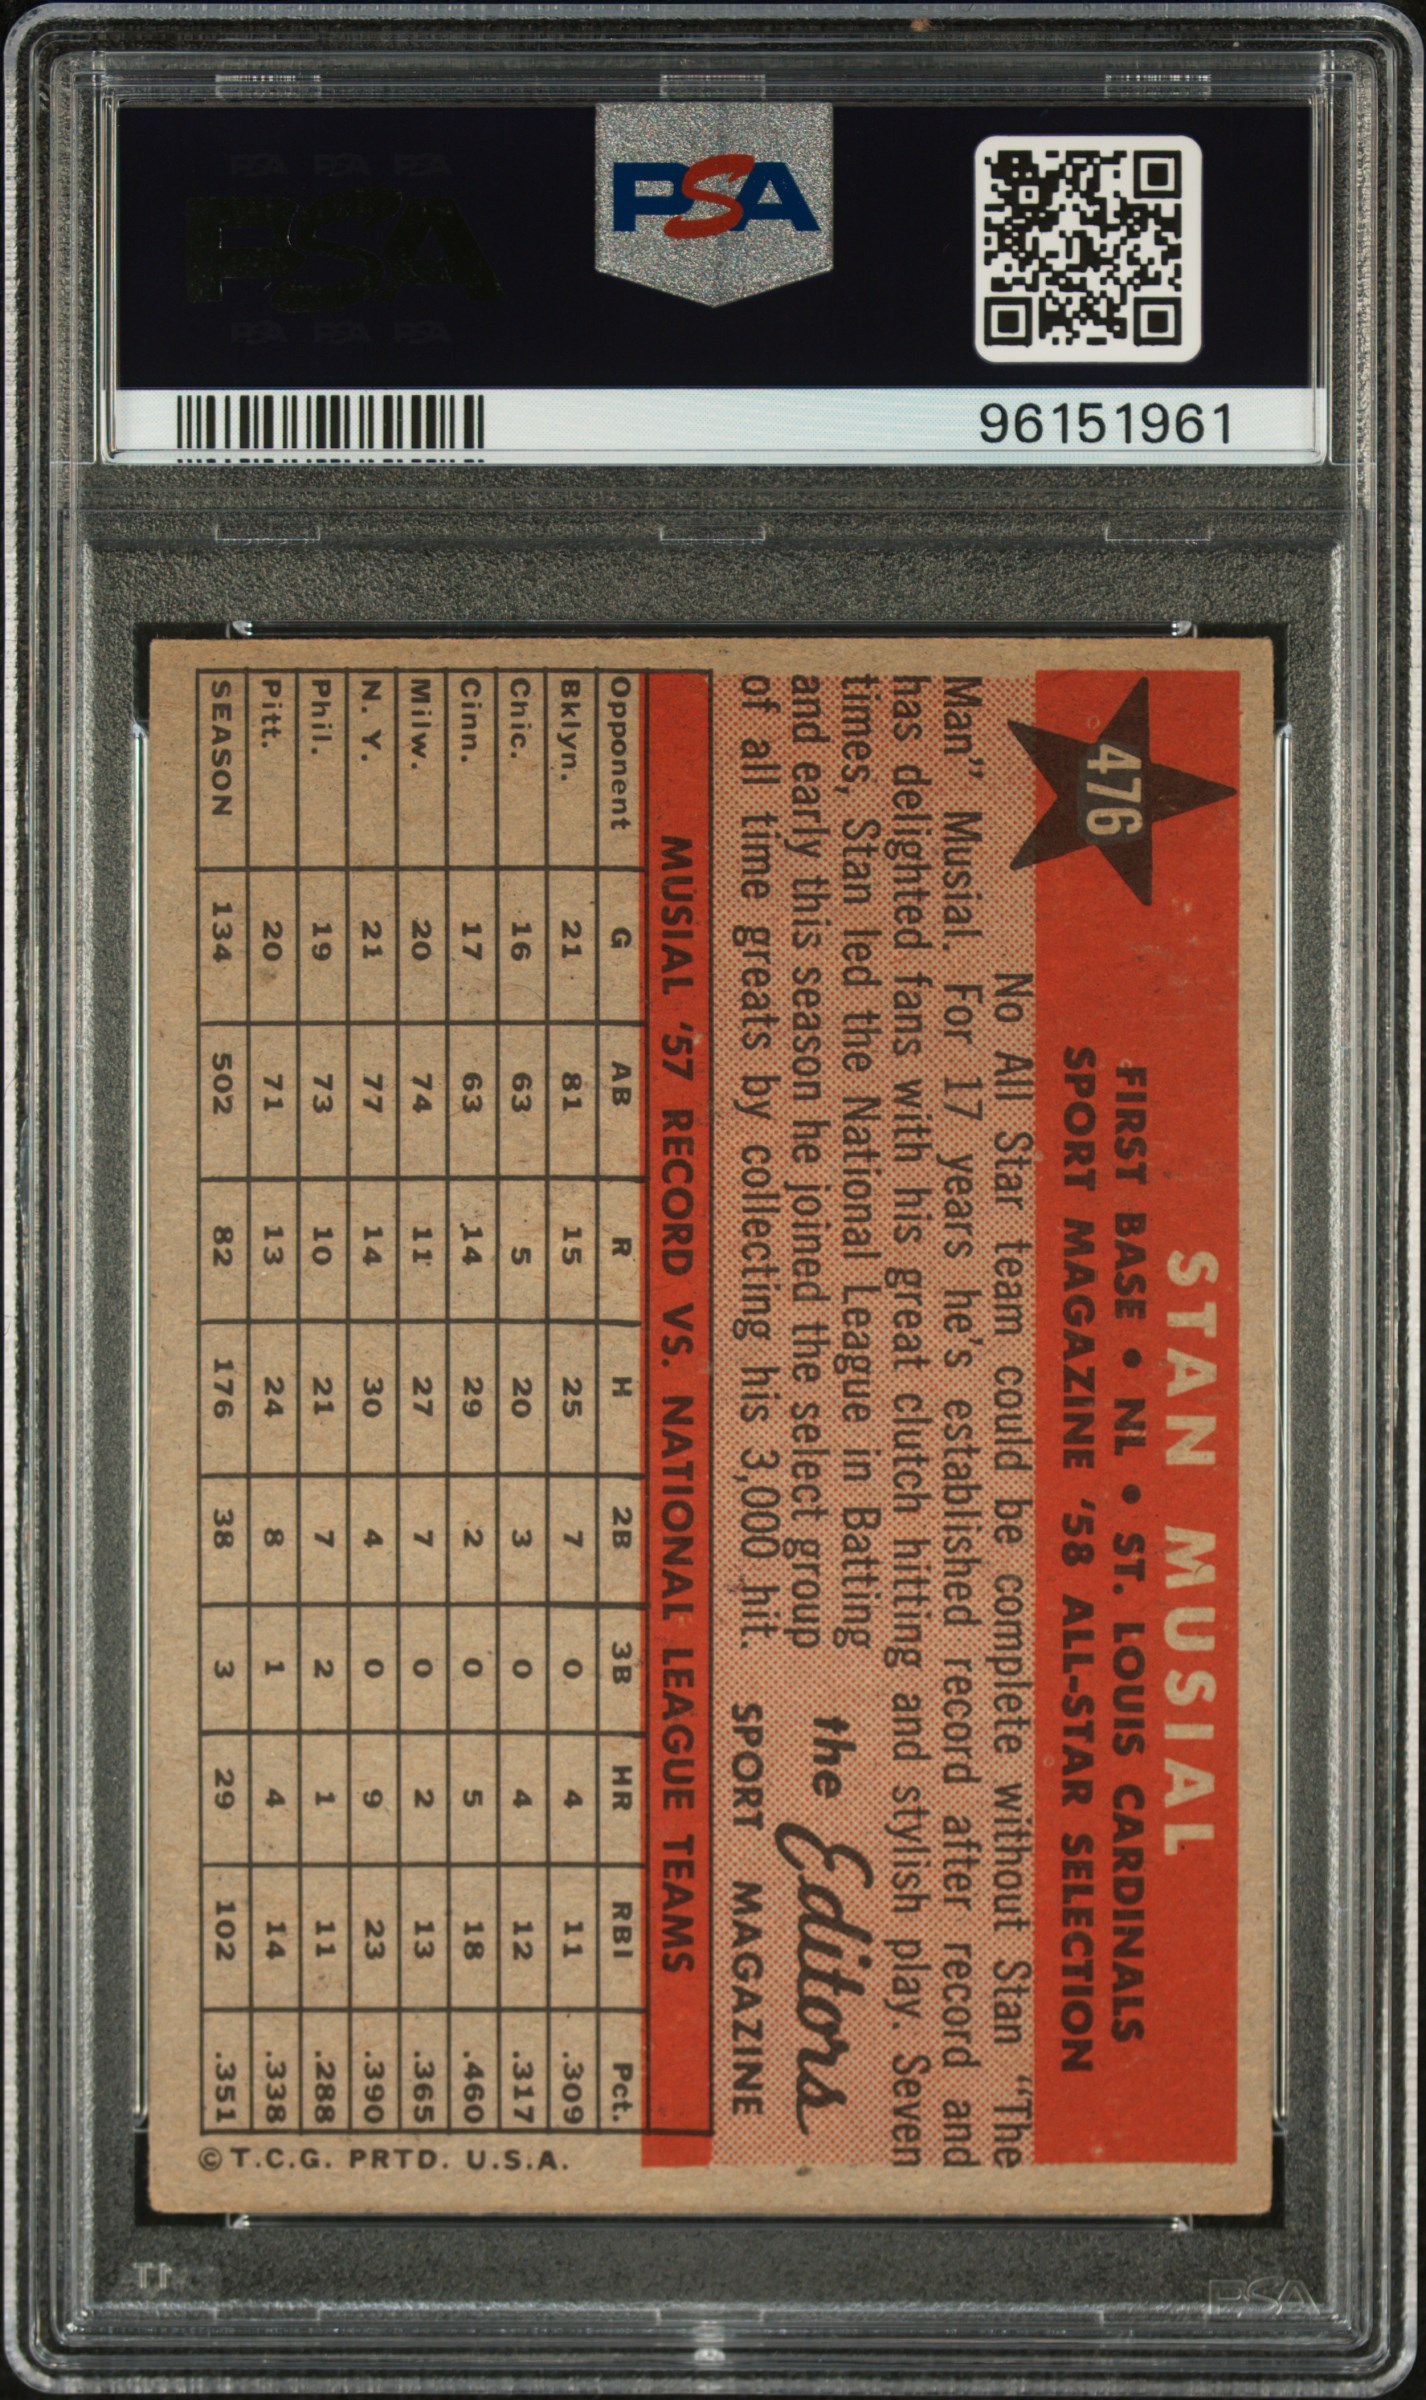 PSA PSA PSA
PSA
PSA PSA PSA
PSA
96151961
476
STAN MUSIAL
FIRST BASE • NL • ST. LOUIS CARDINALS
SPORT MAGAZINE '58 ALL-STAR SELECTION
No All Star team could be complete without Stan "The
Man" Musial. For 17 years he's established record after record and
has delighted fans with his great clutch hitting and stylish play. Seven
times, Stan led the National League in Batting
and early this season he joined the select group
of all time greats by collecting his 3,000 hit.
the Editors
SPORT MAGAZINE
MUSIAL '57 RECORD VS. NATIONAL LEAGUE TEAMS
Opponent G AB R H 2B 3B HR RBI Pct.
Bklyn. 21 81 15 25 7 0 4 11 .309
Chic. 16 63 5 20 3 0 4 12 .317
Cinn. 17 63 14 29 2 0 5 18 .460
Milw. 20 74 11 27 7 0 2 13 .365
N. Y. 21 77 14 30 4 0 9 23 .390
Phil. 19 73 10 21 7 2 1 11 .288
Pitt. 20 71 13 24 8 1 4 14 .338
SEASON 134 502 82 176 38 3 29 102 .351
© T.C.G. PRTD. U.S.A.
PSA